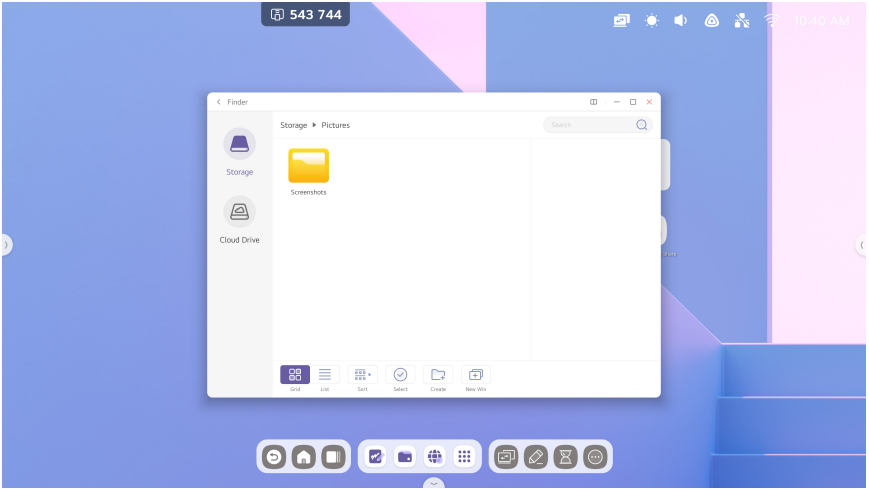 543 744
10:40 AM
Finder
Storage ▸ Pictures
Search
Storage
Screenshots
Cloud Drive
Grid
List
Sort
Select
Create
New Win